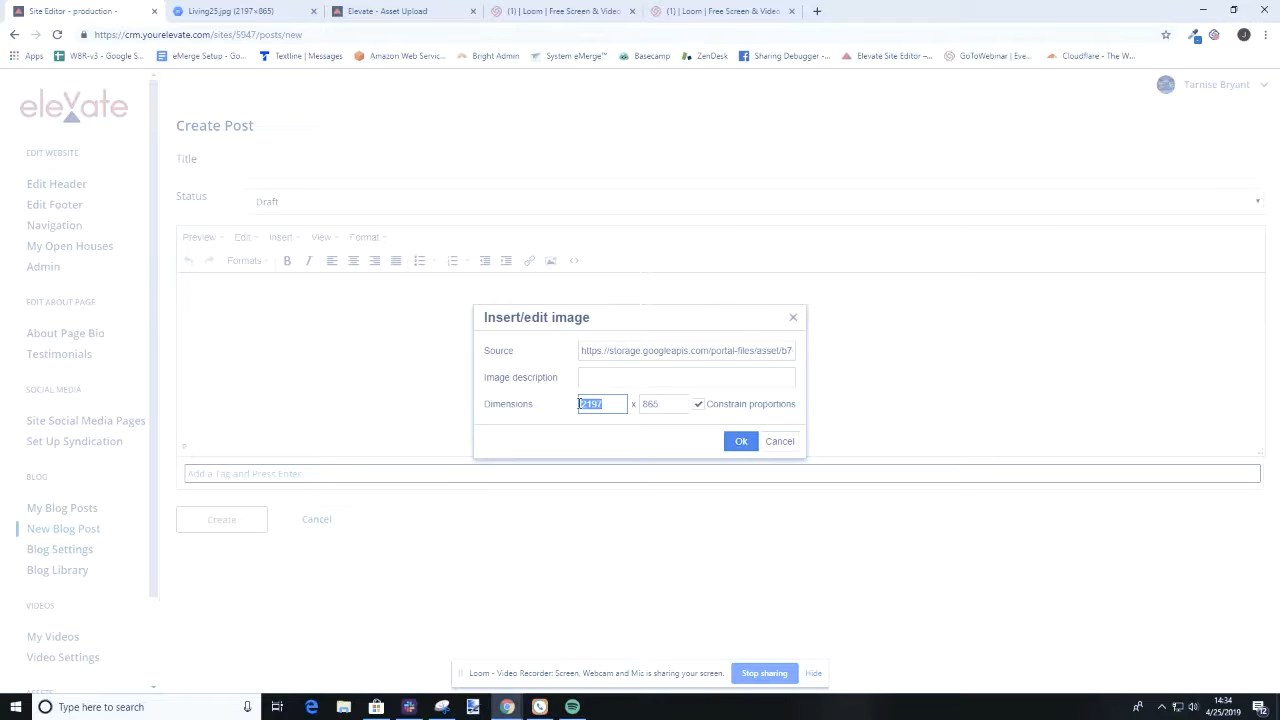 Site Editor -
Living25.jpg (2197×865)
Elevate - Asset Upload
(1) | Loom | Free Screen & Video
(1) | Loom | Free Screen & Video
https://crm.yourelevate.com/sites/5947/posts/new
Apps
WBR-v3 - Google S...
eMerge Setup - Go...
Textline | Messages
Amazon Web Servic...
Bright Admin
System eMerge™
Basecamp
ZenDesk
Sharing Debugger -...
Elevate Site Editor -...
GoToWebinar | Eve...
Cloudflare - The W...
elevate
Tarnise Bryant
EDIT WEBSITE
Edit Header
Edit Footer
Navigation
My Open Houses
Admin
EDIT ABOUT PAGE
About Page Bio
Testimonials
SOCIAL MEDIA
Site Social Media Pages
Set Up Syndication
BLOG
My Blog Posts
New Blog Post
Blog Settings
Blog Library
VIDEOS
My Videos
Video Settings
ASSETS
Create Post
Title
Status
Draft
Preview
Edit
Insert
View
Format
Formats
B
I
Insert/edit image
Source
https://storage.googleapis.com/portal-files/asset/b7
Image description
Dimensions
2197
x
865
Constrain proportions
Ok
Cancel
p
Add a Tag and Press Enter
Create
Cancel
Loom - Video Recorder: Screen, Webcam and Mic is sharing your screen.
Stop sharing
Hide
Type here to search
14:34
4/25/2019
12